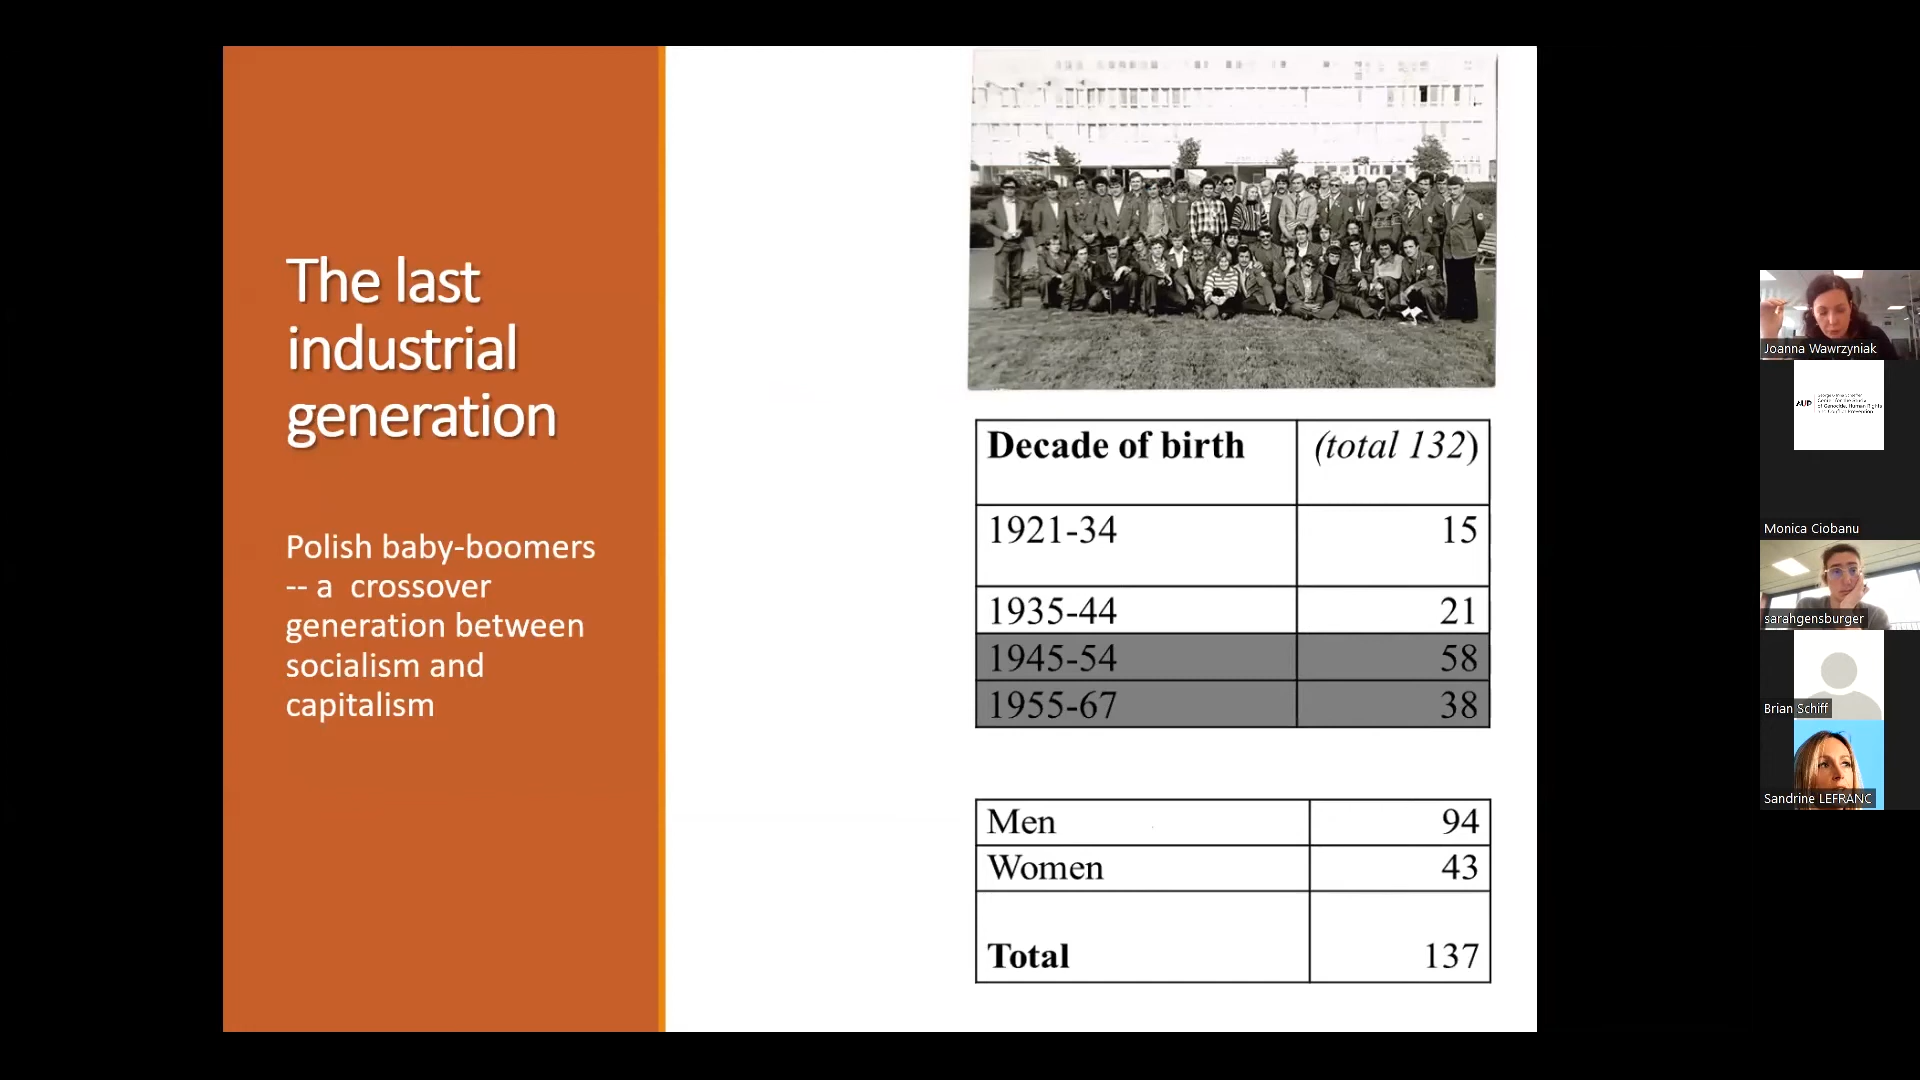 The last
industrial
generation
Polish baby-boomers
-- a  crossover
generation between
socialism and
capitalism
Decade of birth (total 132)
1921-34 15
1935-44 21
1945-54 58
1955-67 38
Men 94
Women 43
Total 137
Joanna Wawrzyniak
AUP
Monica Ciobanu
sarahgensburger
Brian Schiff
Sandrine LEFRANC